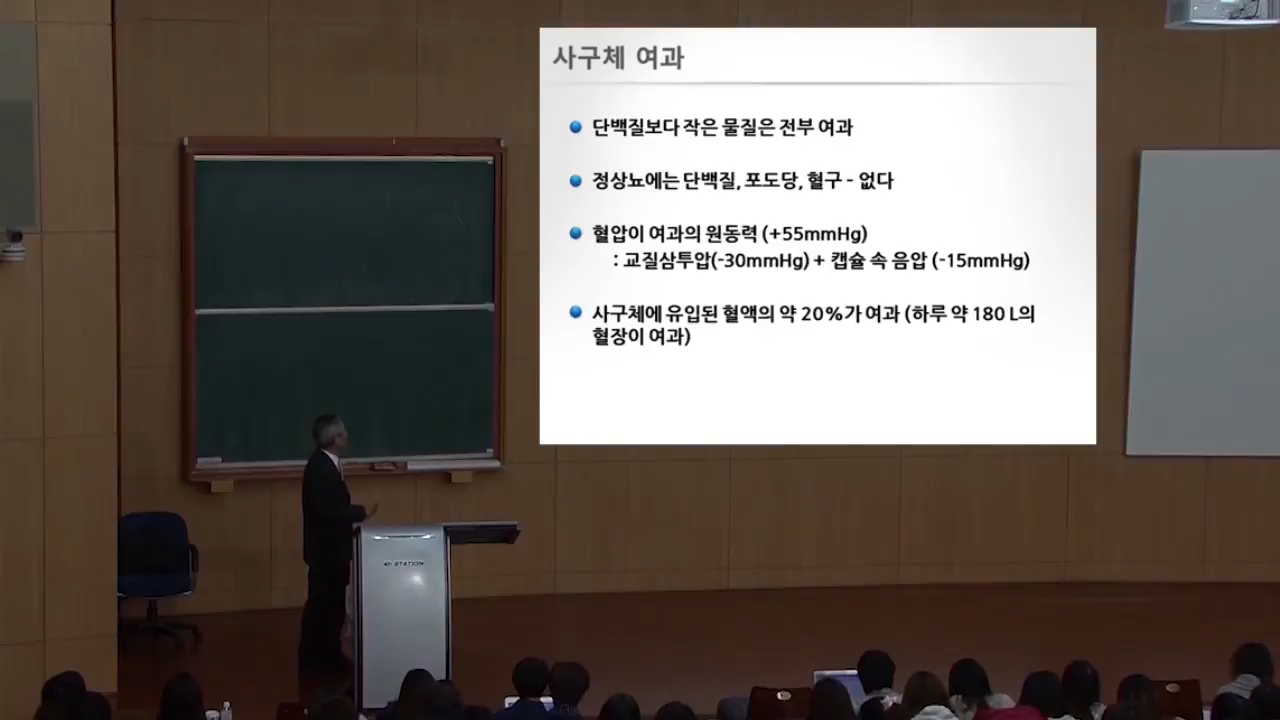 사구체 여과
단백질보다 작은 물질은 전부 여과
정상뇨에는 단백질, 포도당, 혈구 - 없다
혈압이 여과의 원동력 (+55mmHg)
: 교질삼투압(-30mmHg) + 캡슐 속 음압 (-15mmHg)
사구체에 유입된 혈액의 약 20%가 여과 (하루 약 180 L의
혈장이 여과)
STATION